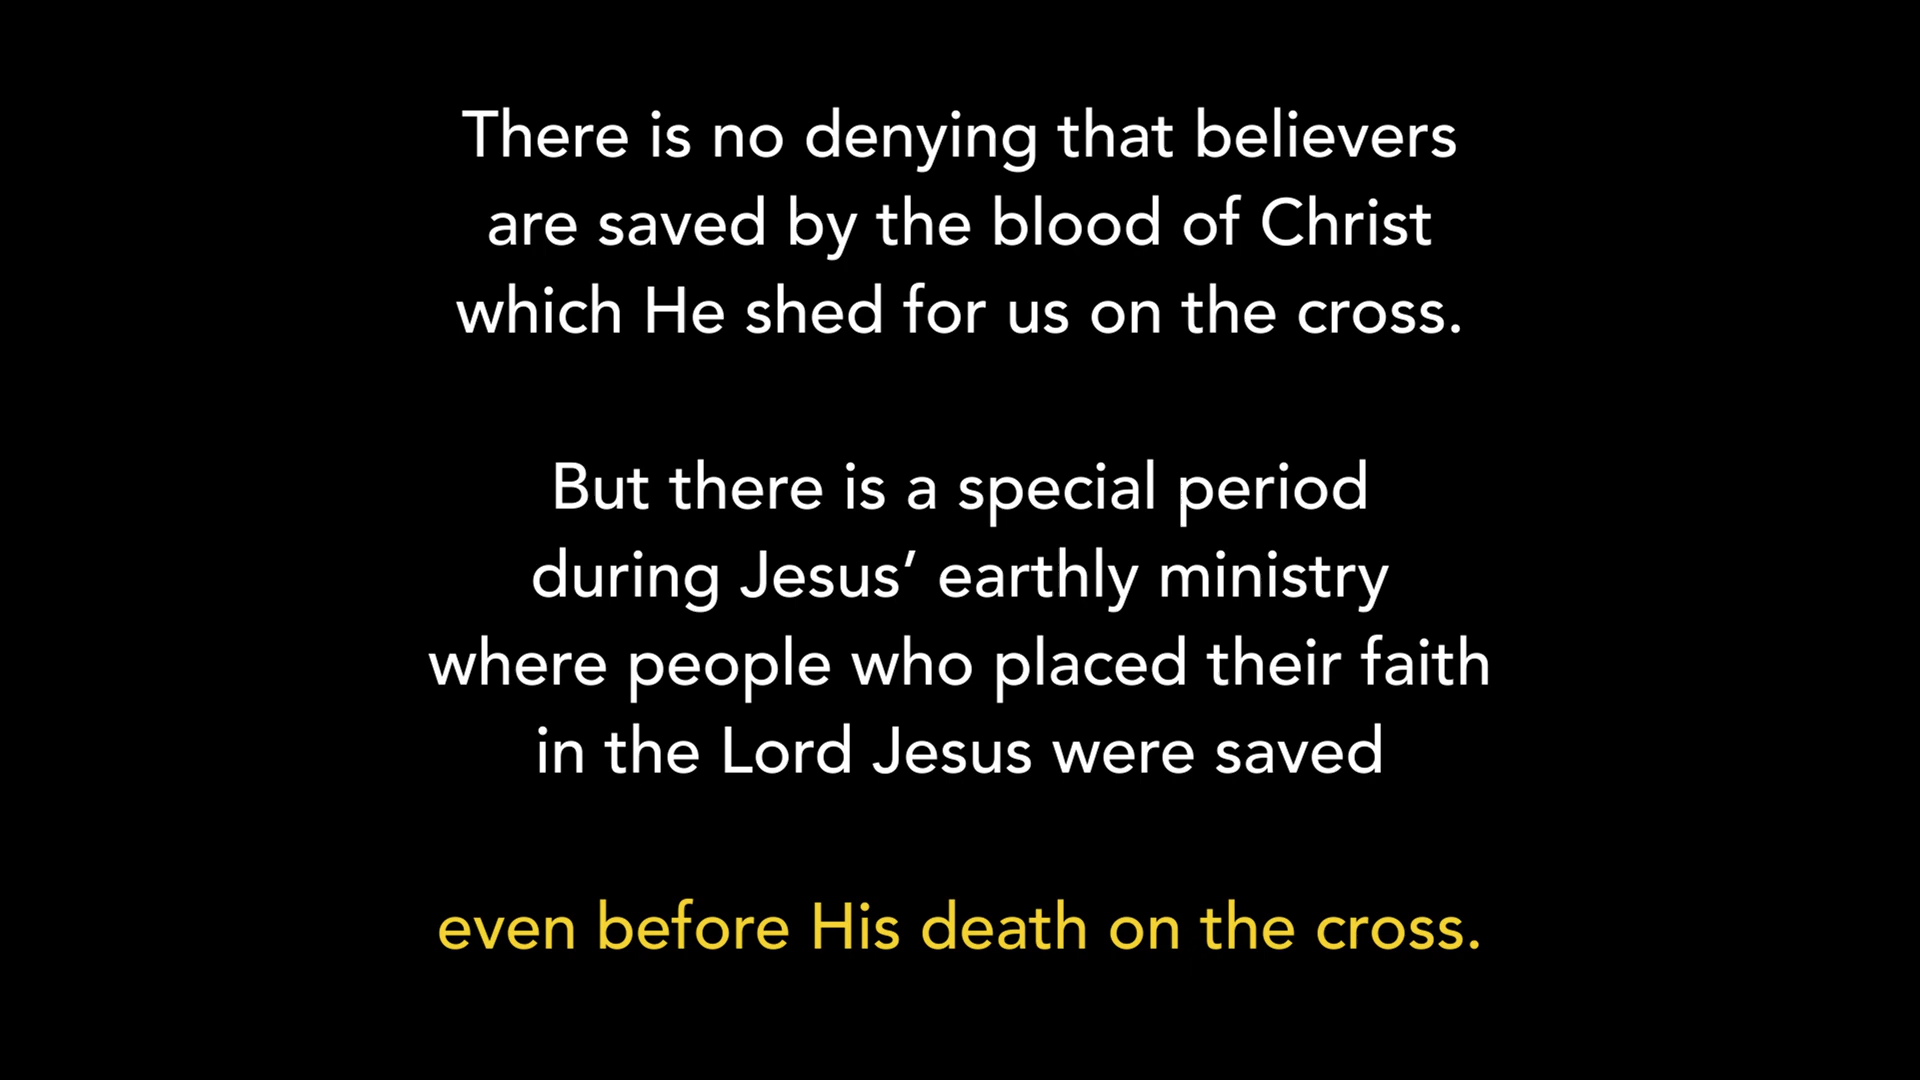 There is no denying that believers
are saved by the blood of Christ
which He shed for us on the cross.
But there is a special period
during Jesus’ earthly ministry
where people who placed their faith
in the Lord Jesus were saved
even before His death on the cross.